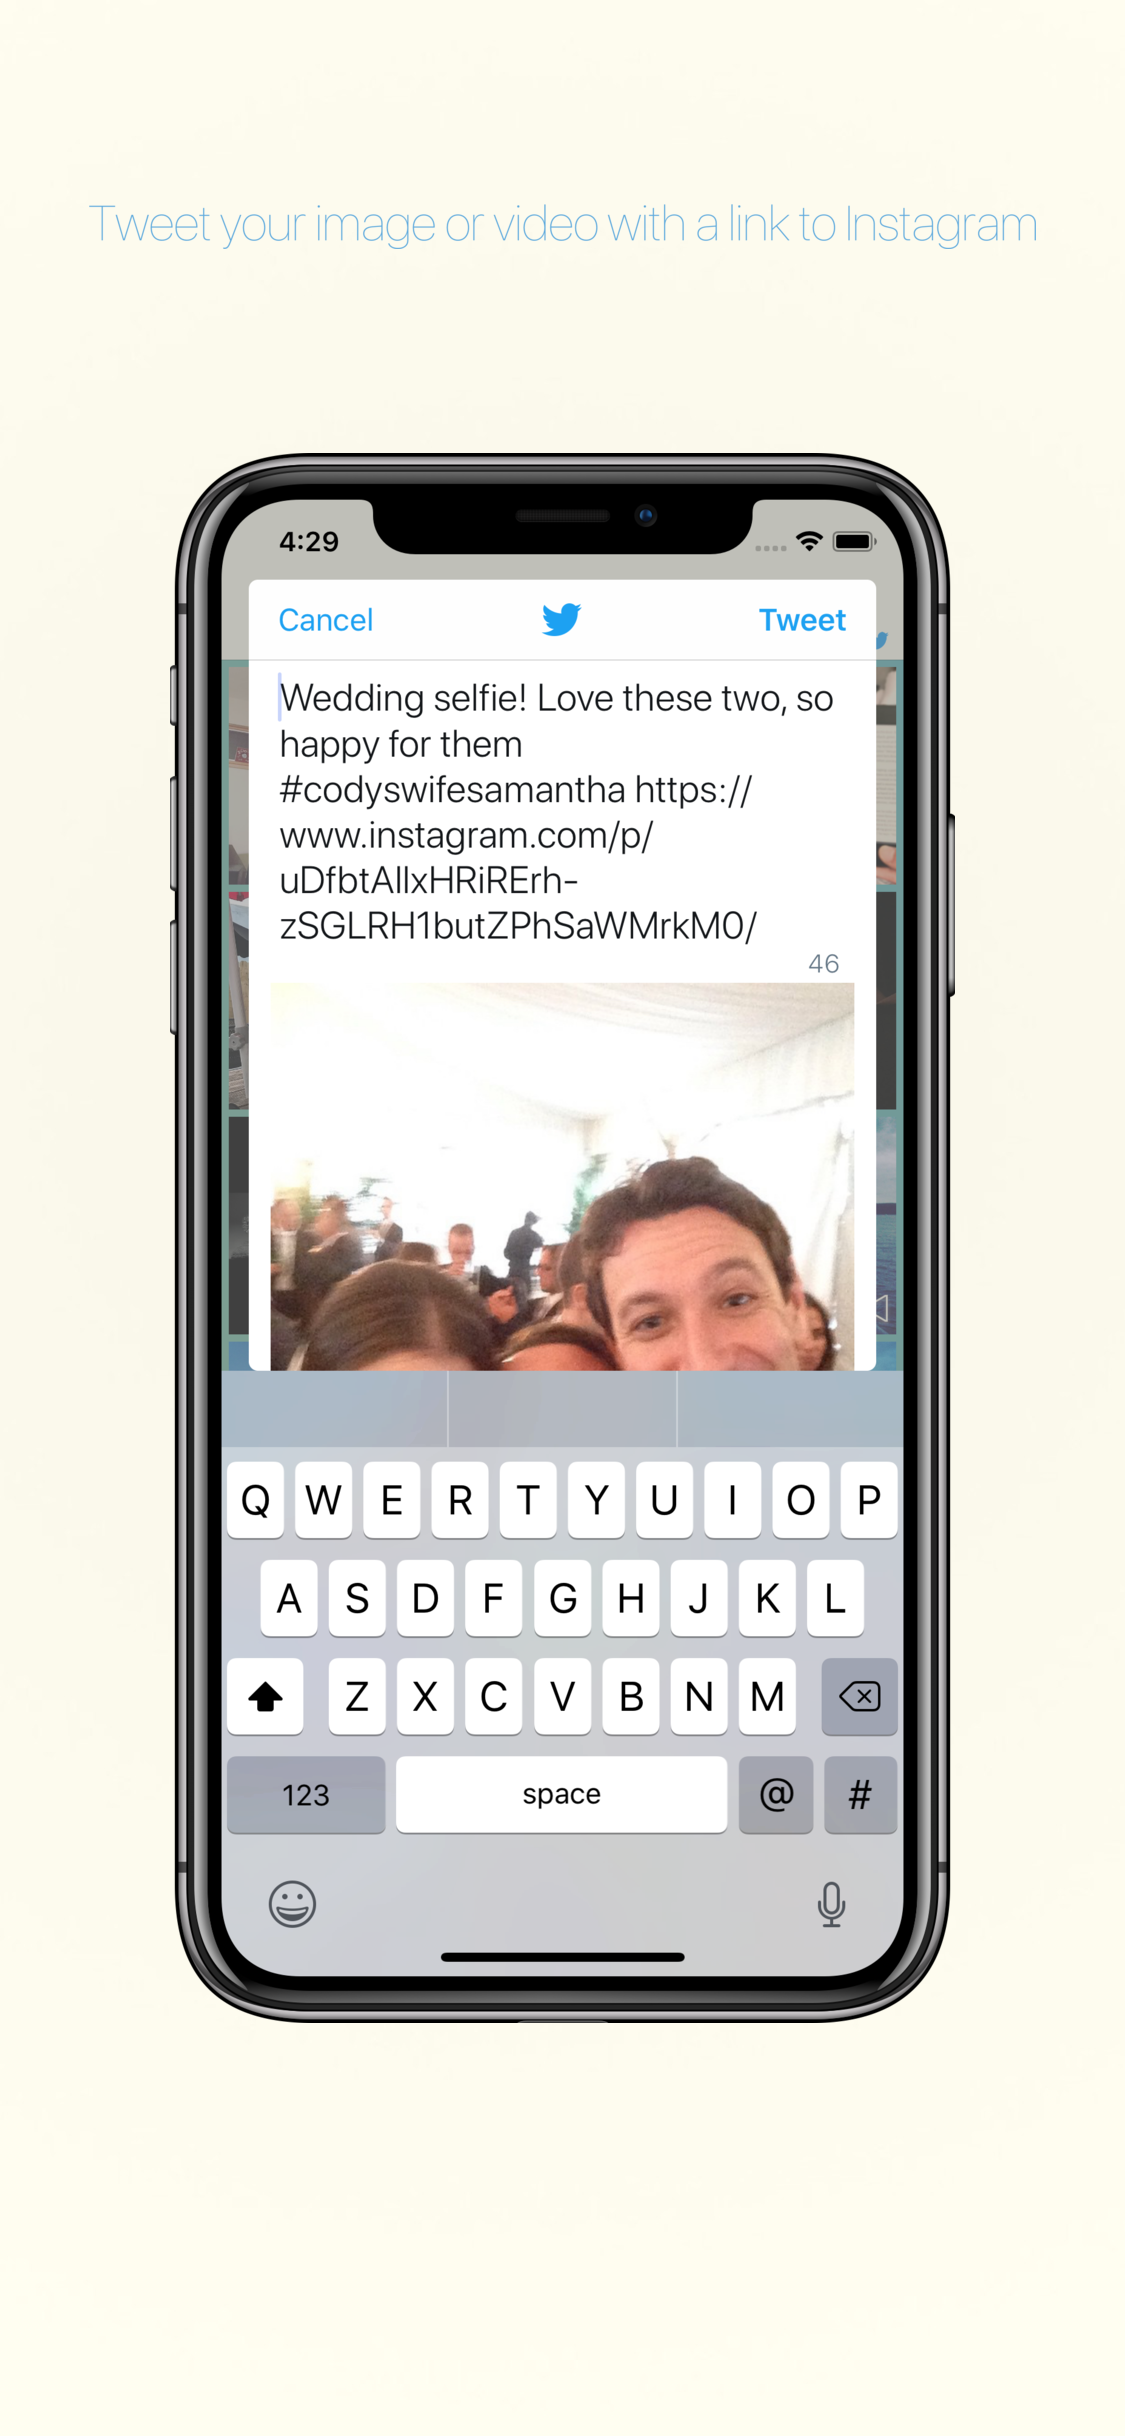 Tweet your image or video with a link to Instagram
4:29
Cancel
Tweet
Wedding selfie! Love these two, so
happy for them
#codyswifesamantha https://
www.instagram.com/p/
uDfbtAllxHRiRErh-
zSGLRH1butZPhSaWMrkM0/
46
Q W E R T Y U I O P
A S D F G H J K L
Z X C V B N M
123 space @ #